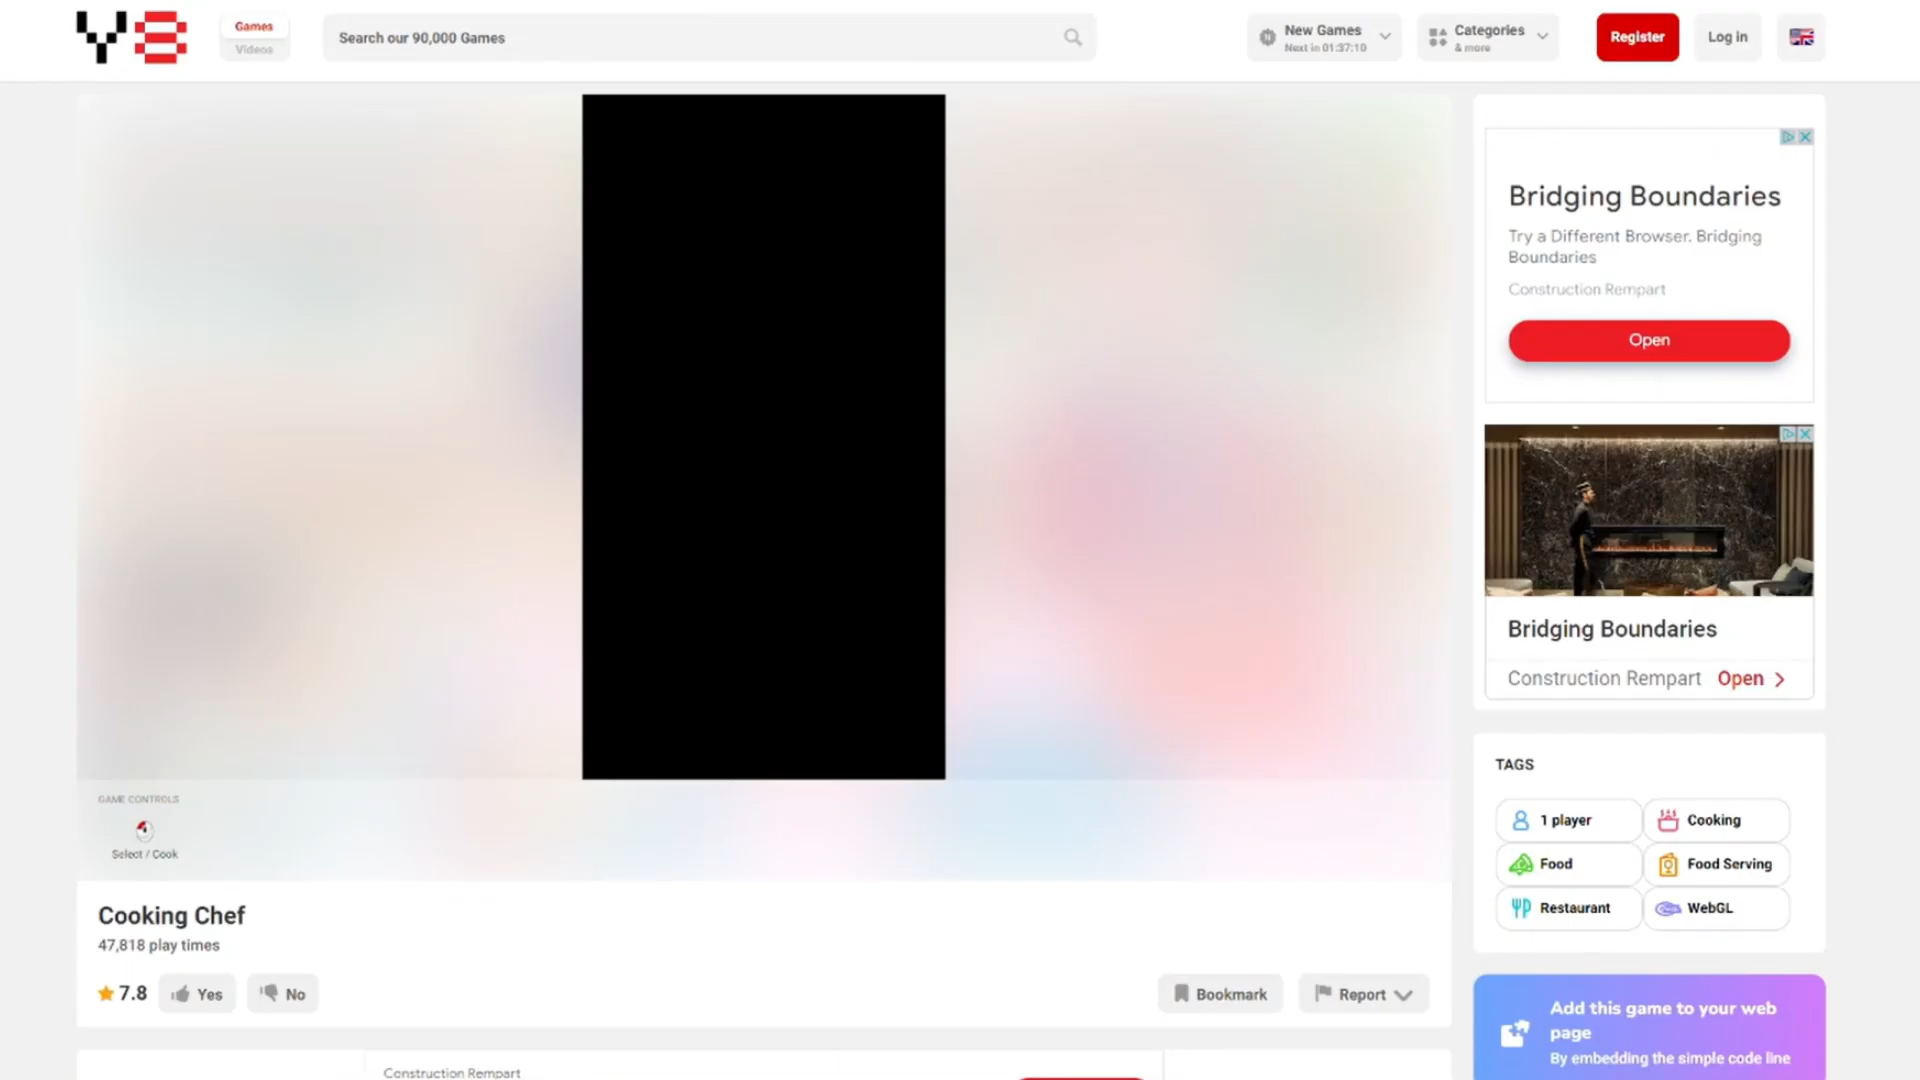 Y8
Games
Videos
Search our 90,000 Games
New Games
Next in 01:37:10
Categories
& more
Register
Log in
Bridging Boundaries
Try a Different Browser. Bridging
Boundaries
Construction Rempart
Open
Bridging Boundaries
Construction Rempart Open
TAGS
1 player
Cooking
Food
Food Serving
Restaurant
WebGL
Add this game to your web
page
By embedding the simple code line
GAME CONTROLS
Select / Cook
Cooking Chef
47,818 play times
7.8
Yes
No
Bookmark
Report
Construction Rempart